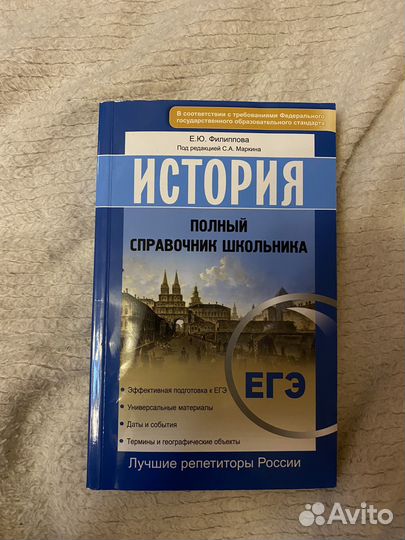 В соответствии с требованиями Федерального
государственного образовательного стандарта
Е.Ю. Филиппова
Под редакцией С.А. Маркина
ИСТОРИЯ
ПОЛНЫЙ
СПРАВОЧНИК ШКОЛЬНИКА
ЕГЭ
• Эффективная подготовка к ЕГЭ
• Универсальные материалы
• Даты и события
• Термины и географические объекты
Лучшие репетиторы России
Avito